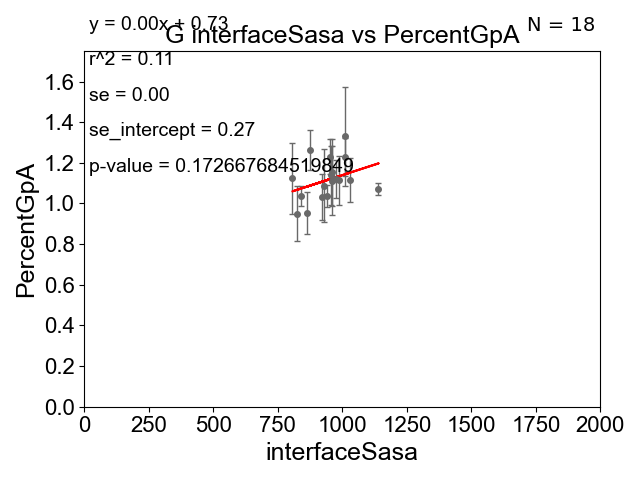 y = 0.00x + 0.73
N = 18
G interfaceSasa vs PercentGpA
r^2 = 0.11
se = 0.00
se_intercept = 0.27
p-value = 0.172667684519849
PercentGpA
1.6
1.4
1.2
1.0
0.8
0.6
0.4
0.2
0.0
0 250 500 750 1000 1250 1500 1750 2000
interfaceSasa